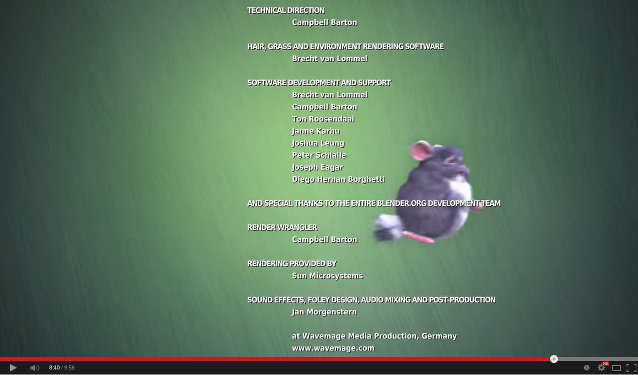 TECHNICAL DIRECTION
Campbell Barton
HAIR, GRASS AND ENVIRONMENT RENDERING SOFTWARE
Brecht van Lommel
SOFTWARE DEVELOPMENT AND SUPPORT
Brecht van Lommel
Campbell Barton
Ton Roosendaal
Janne Karhu
Joshua Leung
Peter Schlaile
Joseph Eagar
Diego Hernan Borghetti
AND SPECIAL THANKS TO THE ENTIRE BLENDER.ORG DEVELOPMENT TEAM
RENDER WRANGLER
Campbell Barton
RENDERING PROVIDED BY
Sun Microsystems
SOUND EFFECTS, FOLEY DESIGN, AUDIO MIXING AND POST-PRODUCTION
Jan Morgenstern
at Wavemage Media Production, Germany
www.wavemage.com
8:40 / 9:56